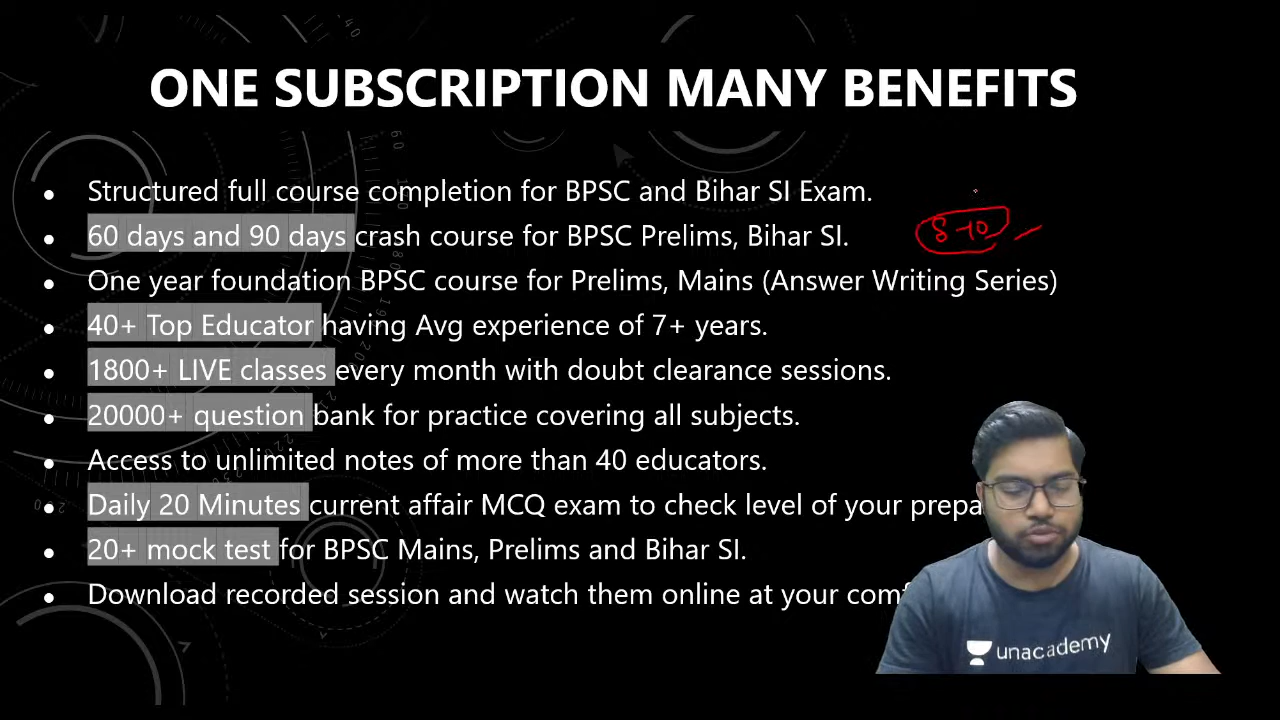 ONE SUBSCRIPTION MANY BENEFITS
• Structured full course completion for BPSC and Bihar SI Exam.
• 60 days and 90 days crash course for BPSC Prelims, Bihar SI.
8-10
• One year foundation BPSC course for Prelims, Mains (Answer Writing Series)
• 40+ Top Educator having Avg experience of 7+ years.
• 1800+ LIVE classes every month with doubt clearance sessions.
• 20000+ question bank for practice covering all subjects.
• Access to unlimited notes of more than 40 educators.
• Daily 20 Minutes current affair MCQ exam to check level of your prepa
• 20+ mock test for BPSC Mains, Prelims and Bihar SI.
• Download recorded session and watch them online at your com
unacademy